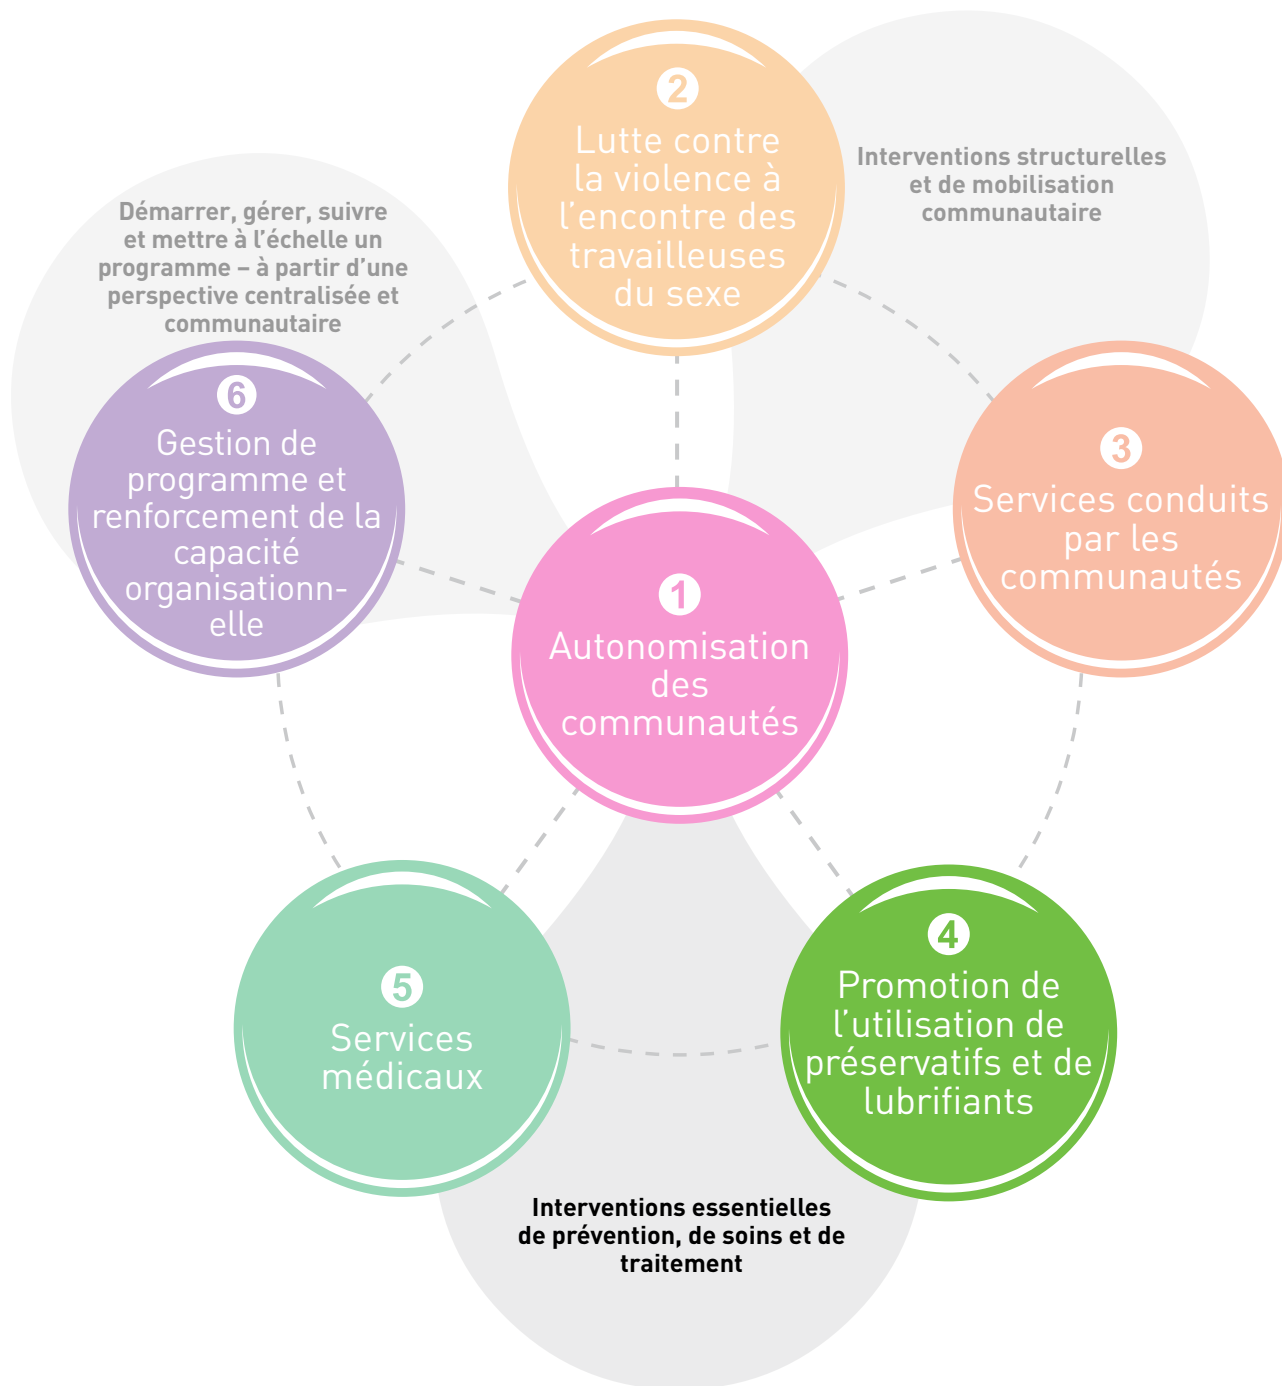 2
Lutte contre
la violence à
l’encontre des
travailleuses
du sexe
Interventions structurelles
et de mobilisation
communautaire
Démarrer, gérer, suivre
et mettre à l’échelle un
programme – à partir d’une
perspective centralisée et
communautaire
6
Gestion de
programme et
renforcement de la
capacité
organisationn-
elle
3
Services conduits
par les
communautés
1
Autonomisation
des
communautés
5
Services
médicaux
4
Promotion de
l’utilisation de
préservatifs et de
lubrifiants
Interventions essentielles
de prévention, de soins et de
traitement